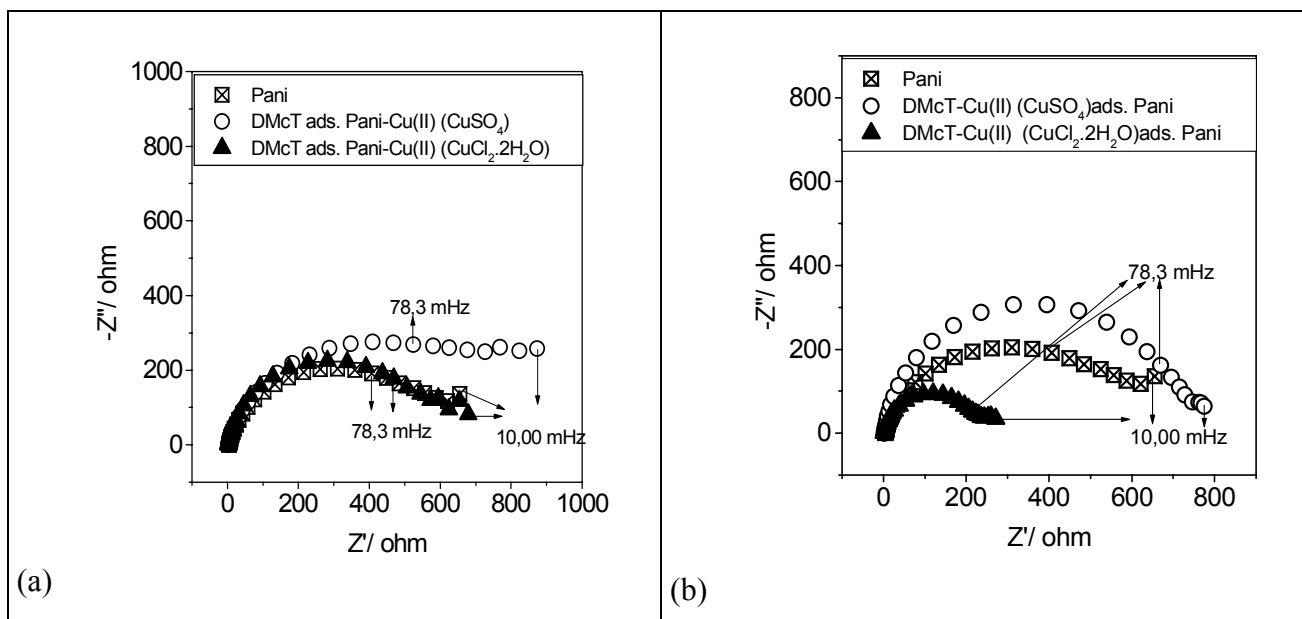 1000
Pani
DMcT ads. Pani-Cu(II) (CuSO4)
DMcT ads. Pani-Cu(II) (CuCl2.2H2O)
800
600
-Z"/ ohm
400
78,3 mHz
200
78,3 mHz
10,00 mHz
0
0 200 400 600 800 1000
Z'/ ohm
(a)
800
Pani
DMcT-Cu(II) (CuSO4)ads. Pani
DMcT-Cu(II) (CuCl2.2H2O)ads. Pani
600
-Z"/ ohm
400
78,3 mHz
200
0
10,00 mHz
0 200 400 600 800
Z'/ ohm
(b)